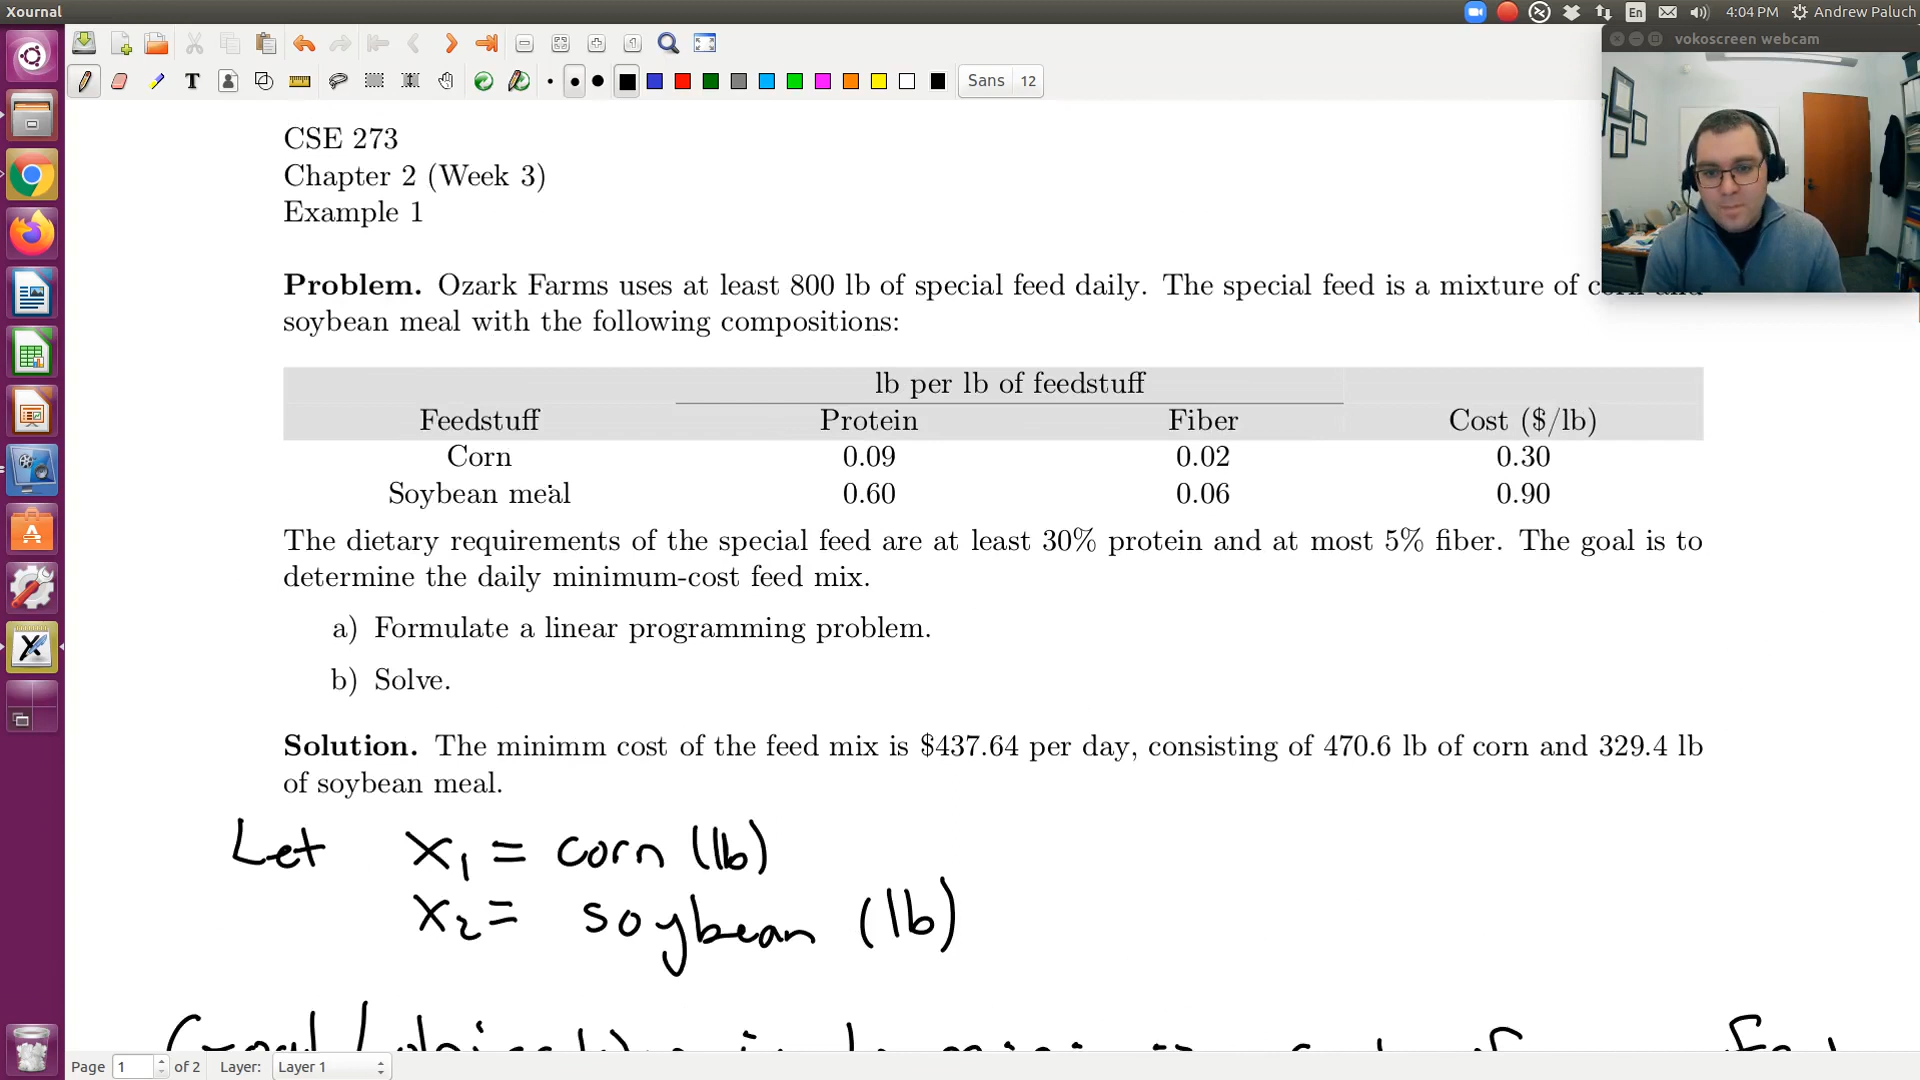 Xournal
En
4:04 PM
Andrew Paluch
vokoscreen webcam
Sans 12
CSE 273
Chapter 2 (Week 3)
Example 1
Problem. Ozark Farms uses at least 800 lb of special feed daily. The special feed is a mixture of corn and
soybean meal with the following compositions:
lb per lb of feedstuff
Feedstuff Protein Fiber Cost ($/lb)
Corn 0.09 0.02 0.30
Soybean meal 0.60 0.06 0.90
The dietary requirements of the special feed are at least 30% protein and at most 5% fiber. The goal is to
determine the daily minimum-cost feed mix.
a) Formulate a linear programming problem.
b) Solve.
Solution. The minimm cost of the feed mix is $437.64 per day, consisting of 470.6 lb of corn and 329.4 lb
of soybean meal.
Let x₁ = corn (lb)
x₂ = soybean (lb)
Page 1 of 2 Layer: Layer 1